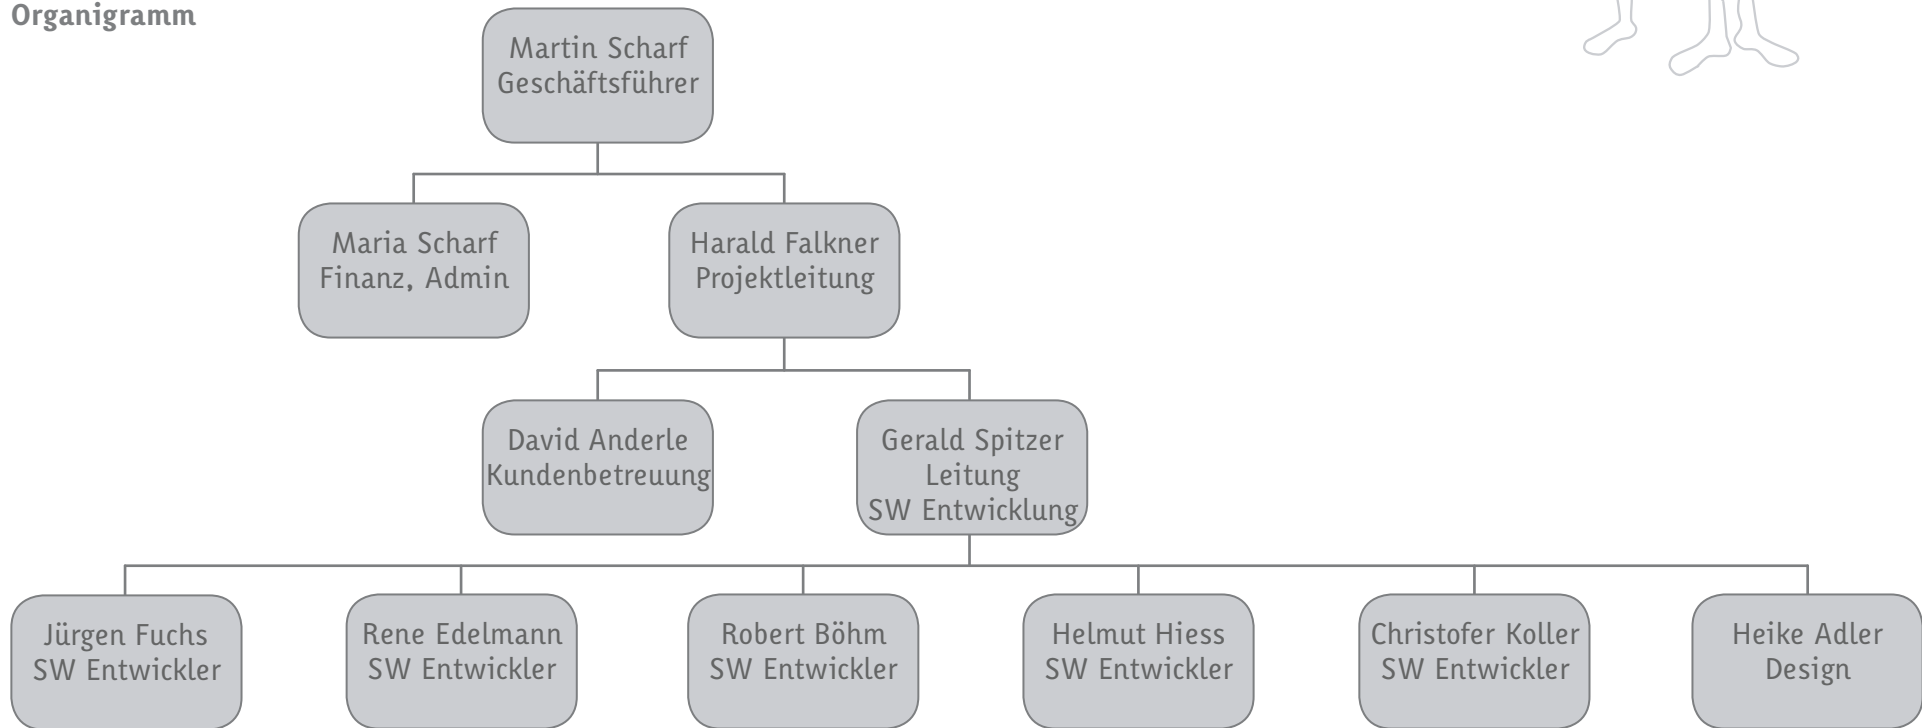 Organigramm
Martin Scharf
Geschäftsführer
Maria Scharf
Finanz, Admin
Harald Falkner
Projektleitung
David Anderle
Kundenbetreuung
Gerald Spitzer
Leitung
SW Entwicklung
Jürgen Fuchs
SW Entwickler
Rene Edelmann
SW Entwickler
Robert Böhm
SW Entwickler
Helmut Hiess
SW Entwickler
Christofer Koller
SW Entwickler
Heike Adler
Design